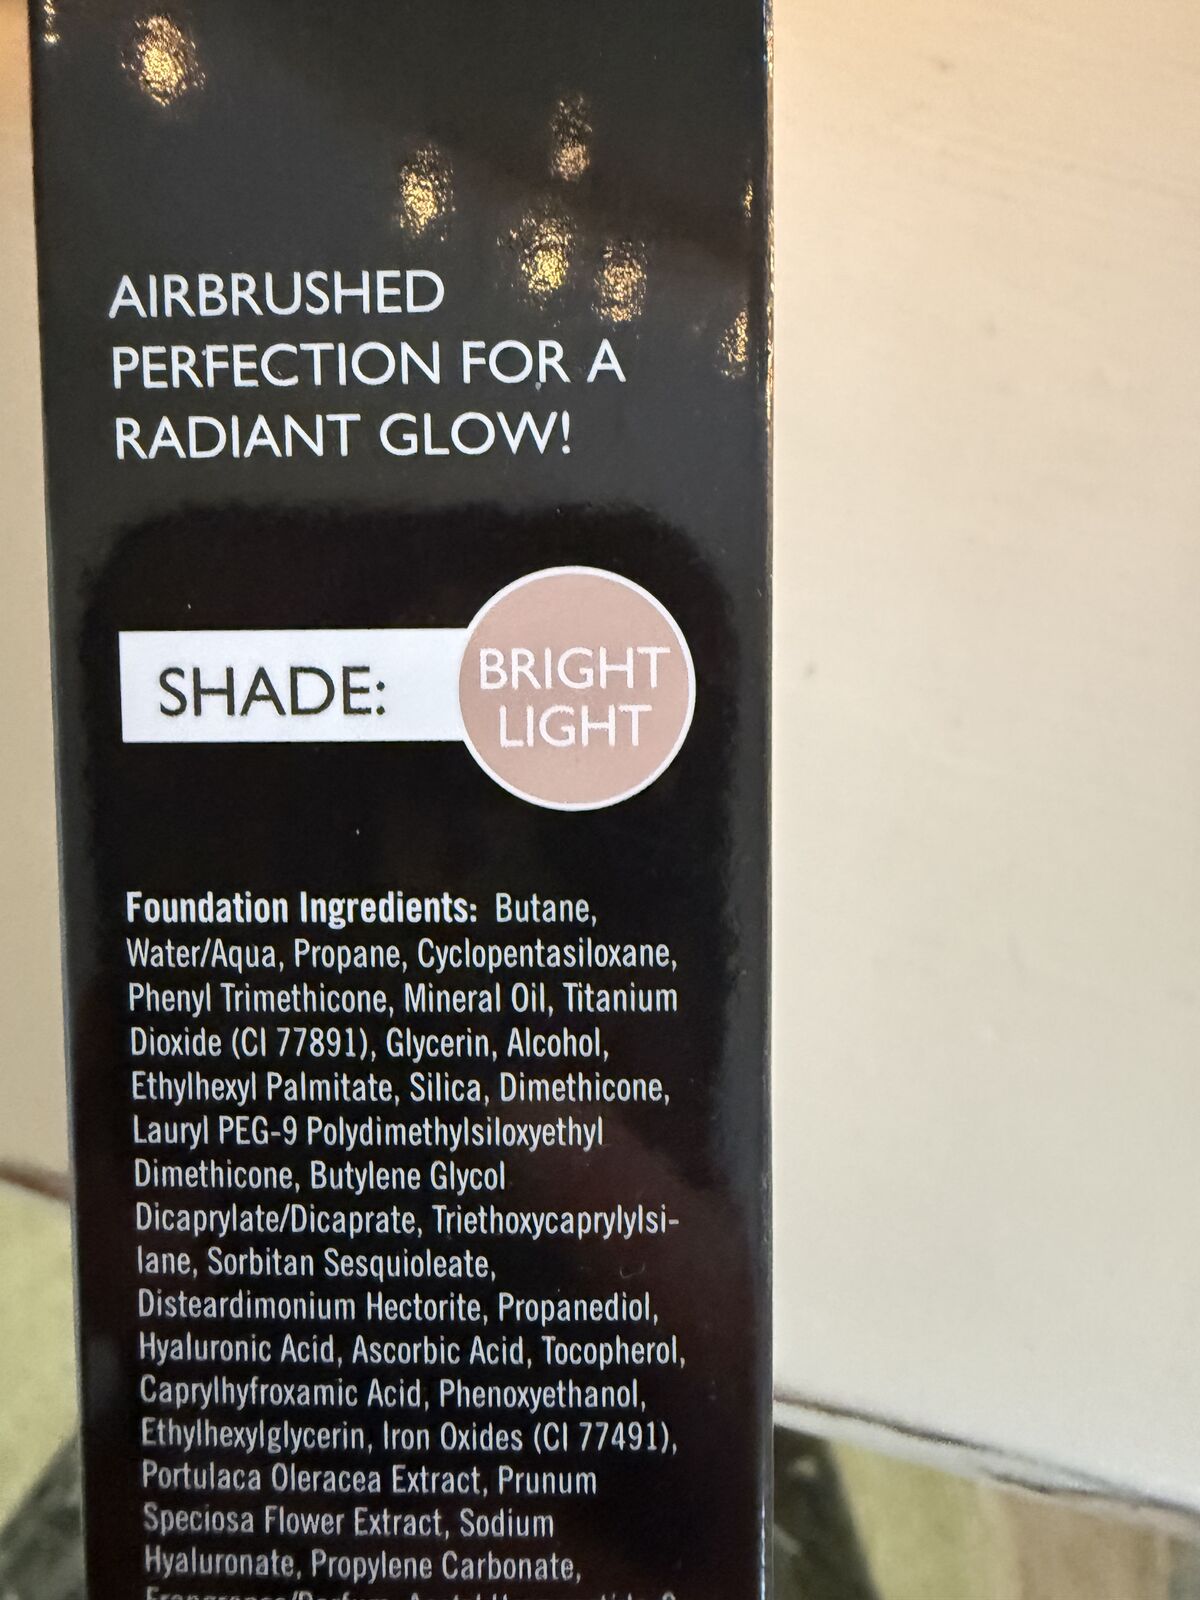 AIRBRUSHED
PERFECTION FOR A
RADIANT GLOW!
SHADE:
BRIGHT
LIGHT
Foundation Ingredients: Butane,
Water/Aqua, Propane, Cyclopentasiloxane,
Phenyl Trimethicone, Mineral Oil, Titanium
Dioxide (CI 77891), Glycerin, Alcohol,
Ethylhexyl Palmitate, Silica, Dimethicone,
Lauryl PEG-9 Polydimethylsiloxyethyl
Dimethicone, Butylene Glycol
Dicaprylate/Dicaprate, Triethoxycaprylylsi-
lane, Sorbitan Sesquioleate,
Disteardimonium Hectorite, Propanediol,
Hyaluronic Acid, Ascorbic Acid, Tocopherol,
Caprylhyfroxamic Acid, Phenoxyethanol,
Ethylhexylglycerin, Iron Oxides (CI 77491),
Portulaca Oleracea Extract, Prunum
Speciosa Flower Extract, Sodium
Hyaluronate, Propylene Carbonate,